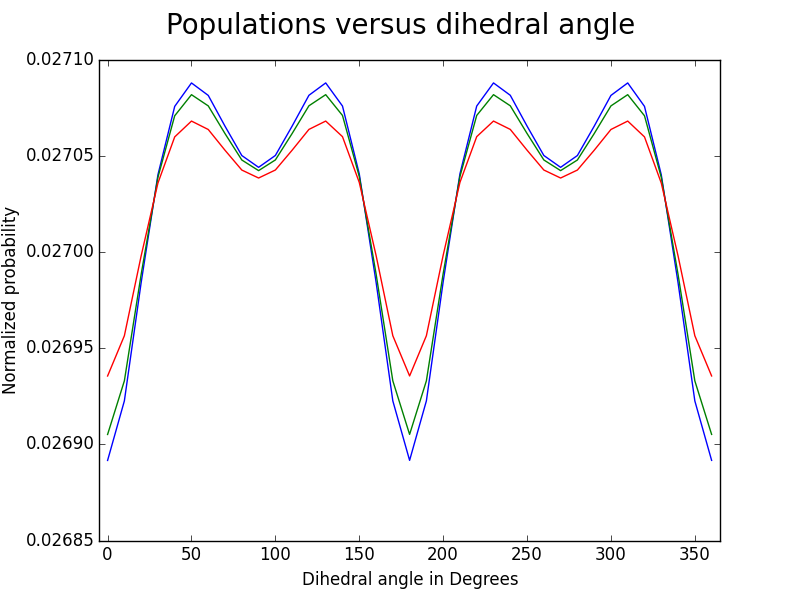 Populations versus dihedral angle
0.02710
0.02705
0.02700
0.02695
0.02690
0.02685
Normalized probability
0 50 100 150 200 250 300 350
Dihedral angle in Degrees